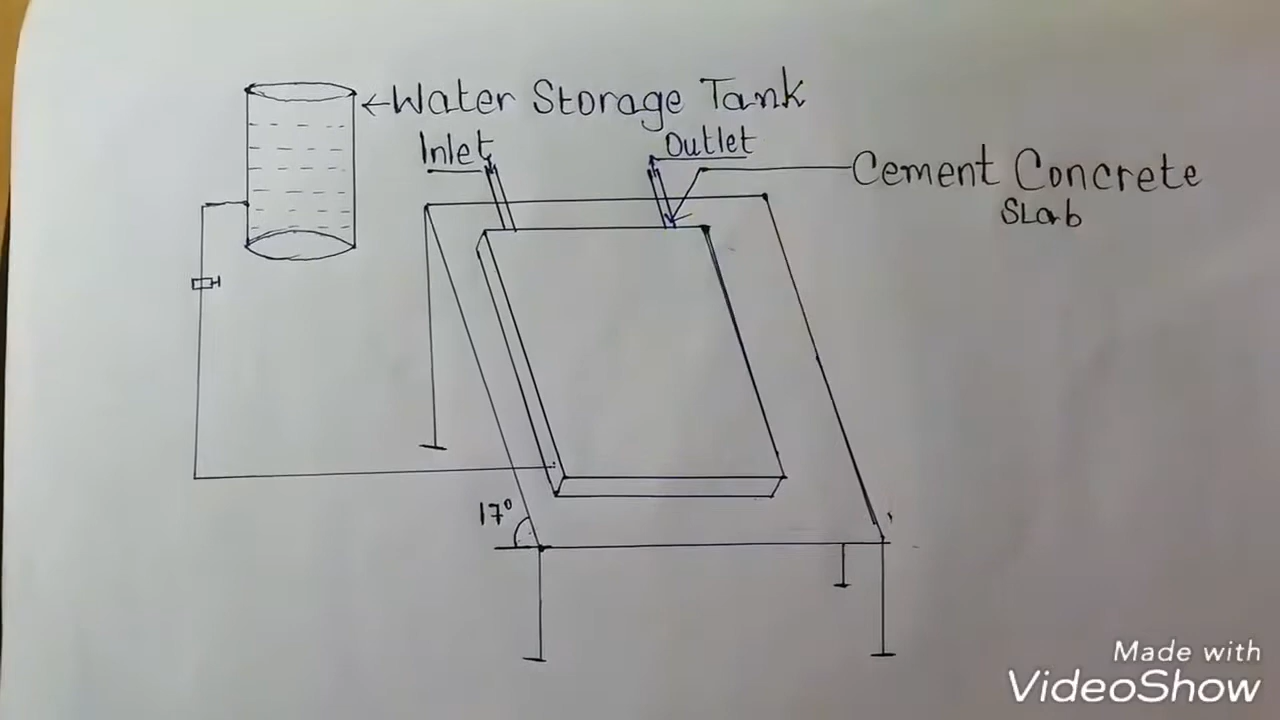 Water Storage Tank
Inlet
Outlet
Cement Concrete
SLab
17°
Made with
VideoShow